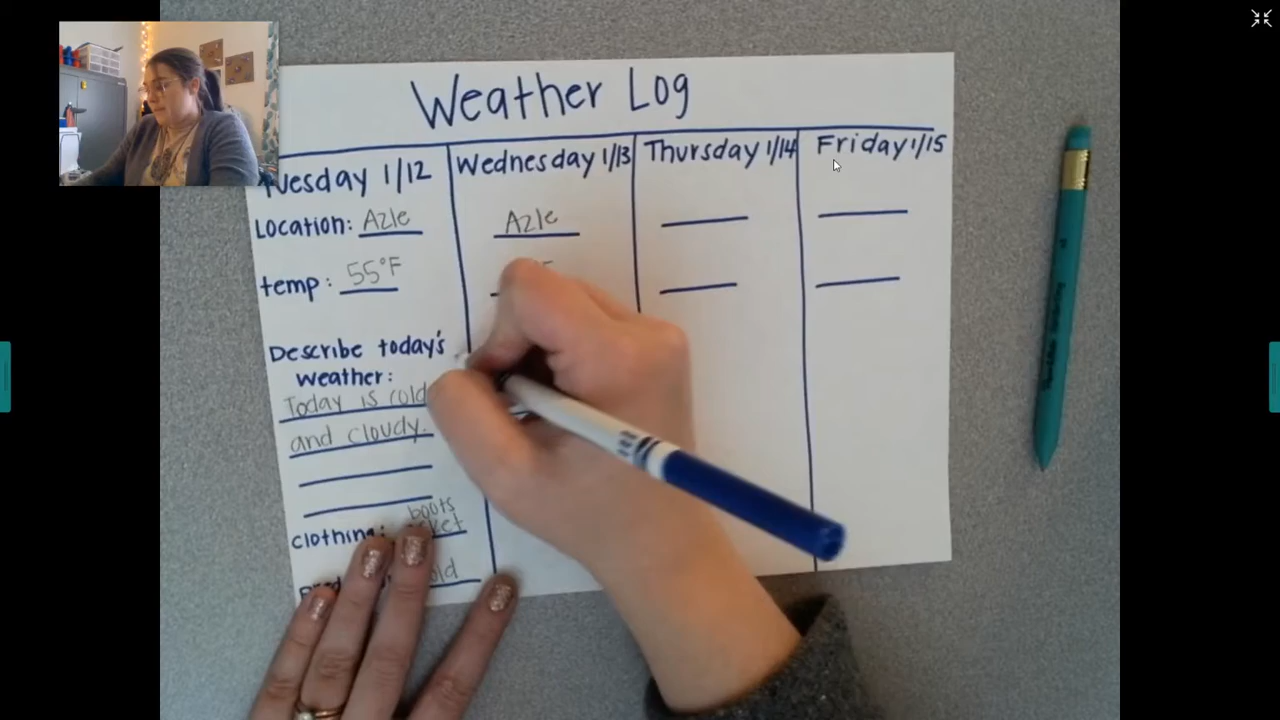 Weather Log
Tuesday 1/12
Location: Azle
temp: 55°F
Describe today's
weather:
Today is cold
and cloudy.
clothing: boots
cold
Wednesday 1/13
Azle
Thursday 1/14
Friday 1/15